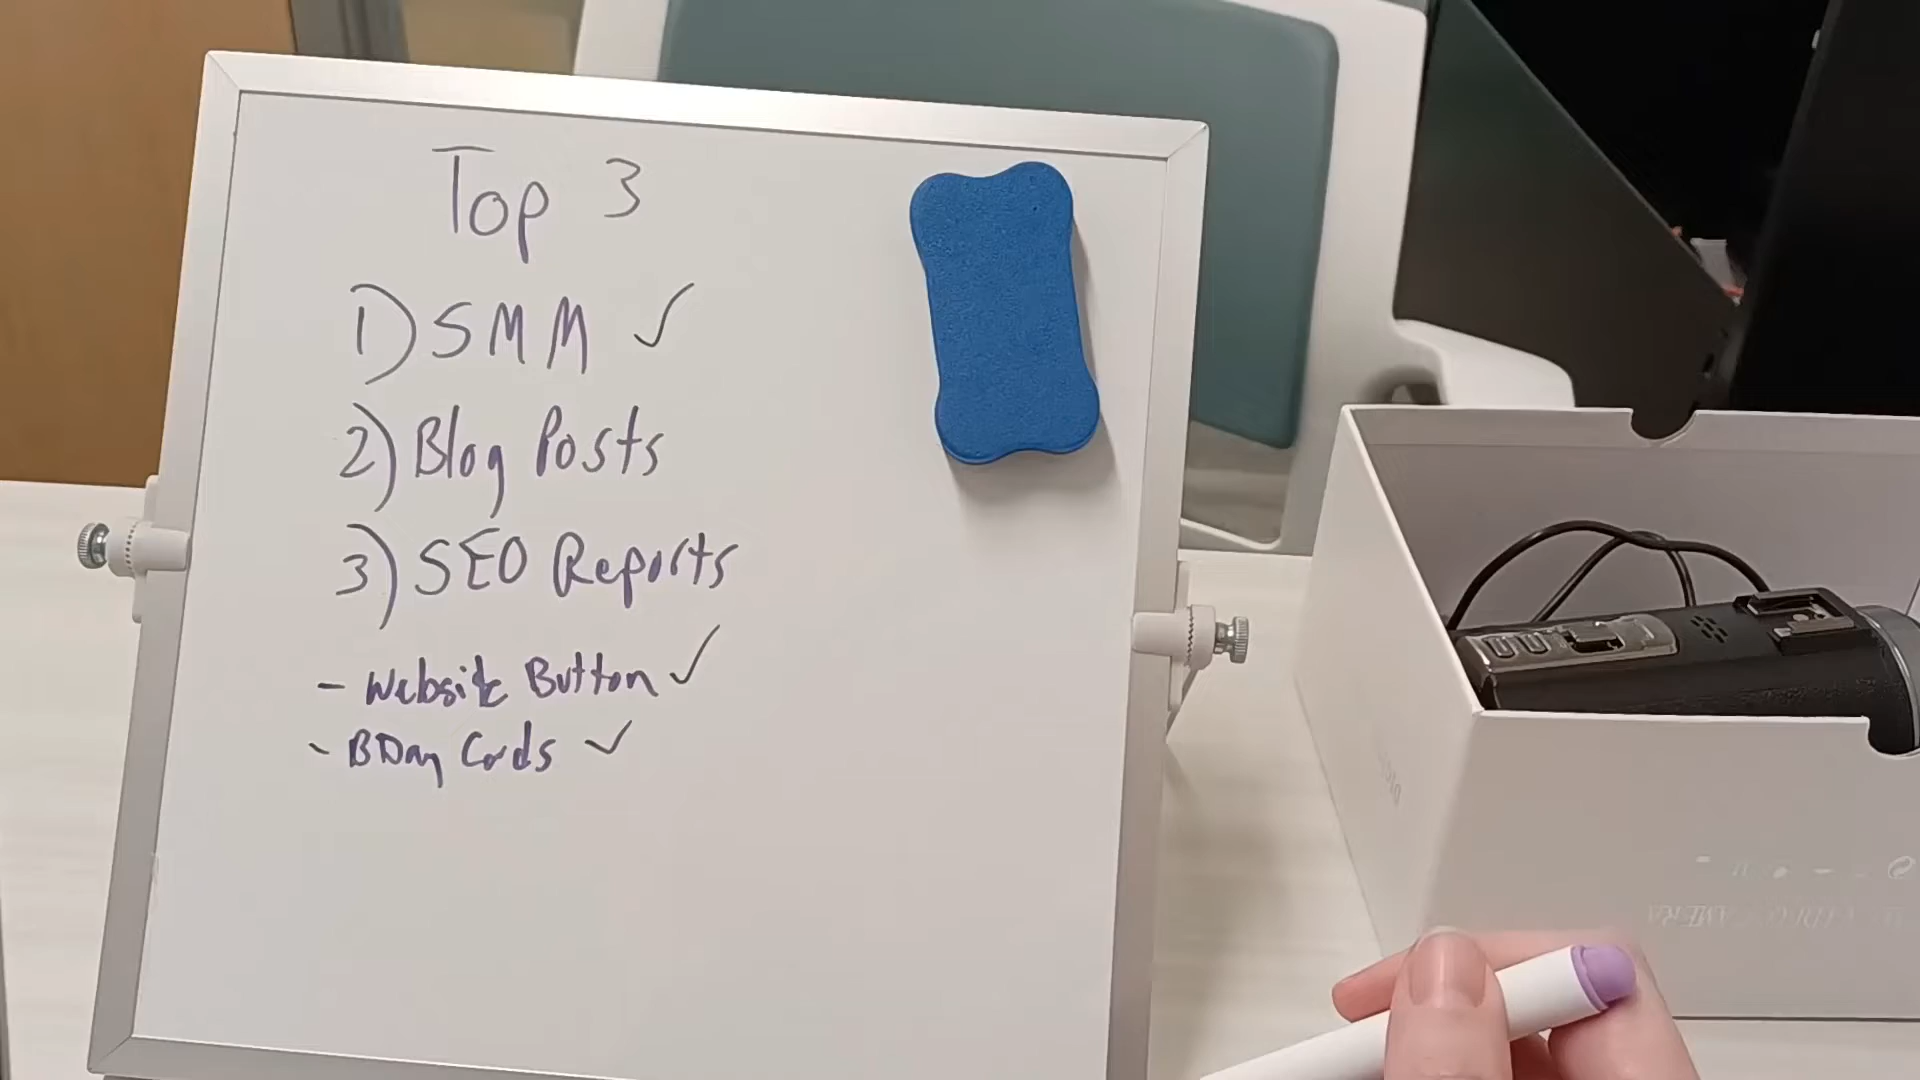 Top 3
1) SMM ✓
2) Blog Posts
3) SEO Reports
- Website Button ✓
- BDay Cards ✓